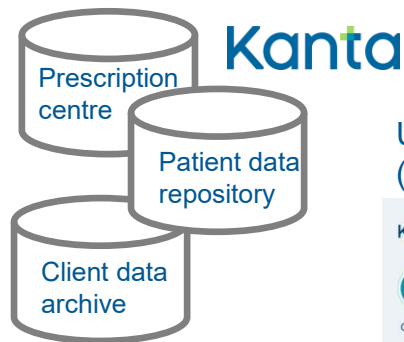 Kanta
Prescription
centre
Patient data
repository
Client data
archive